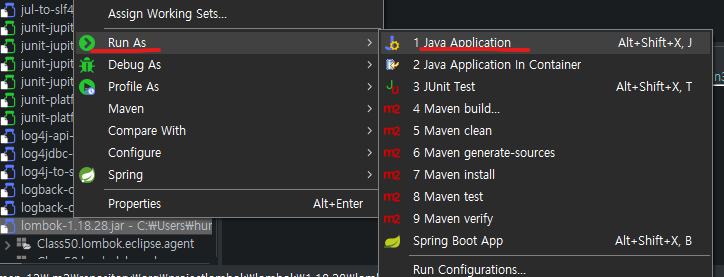 jul-to-slf4
junit-jupit
junit-jupit
junit-jupit
junit-jupit
junit-platf
log4j-api-
log4jdbc-
log4j-to-s
logback-c
logback-c
lombok-1.18.28.jar - C:₩Users₩hur
Class50.lombok.eclipse.agent
Assign Working Sets...
Run As
Debug As
Profile As
Maven
Compare With
Configure
Spring
Properties Alt+Enter
1 Java Application Alt+Shift+X, J
2 Java Application In Container
3 JUnit Test Alt+Shift+X, T
4 Maven build...
5 Maven clean
6 Maven generate-sources
7 Maven install
8 Maven test
9 Maven verify
Spring Boot App Alt+Shift+X, B
Run Configurations...